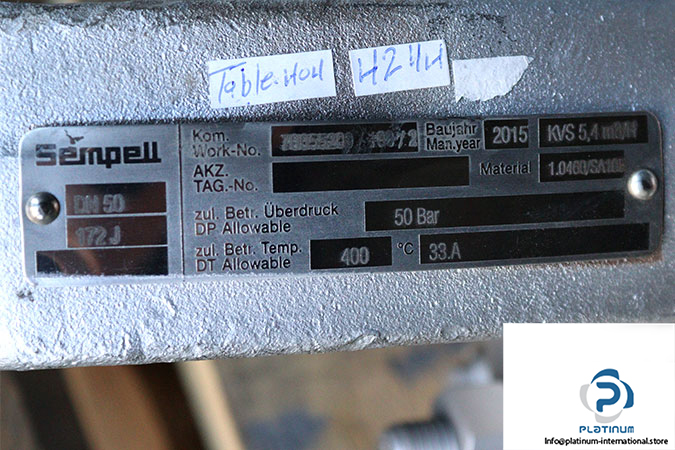 Table-HOU
H24H
Sempell
DN 50
172 J
Kom.
Work-No.
Baujahr
Man.year
2015
KVS 5,4 m3/H
AKZ.
TAG.-No.
Material
zul. Betr. Überdruck
DP Allowable
50 Bar
zul. Betr. Temp.
DT Allowable
400
°C
33.A
PLATINUM
Info@platinum-international.store